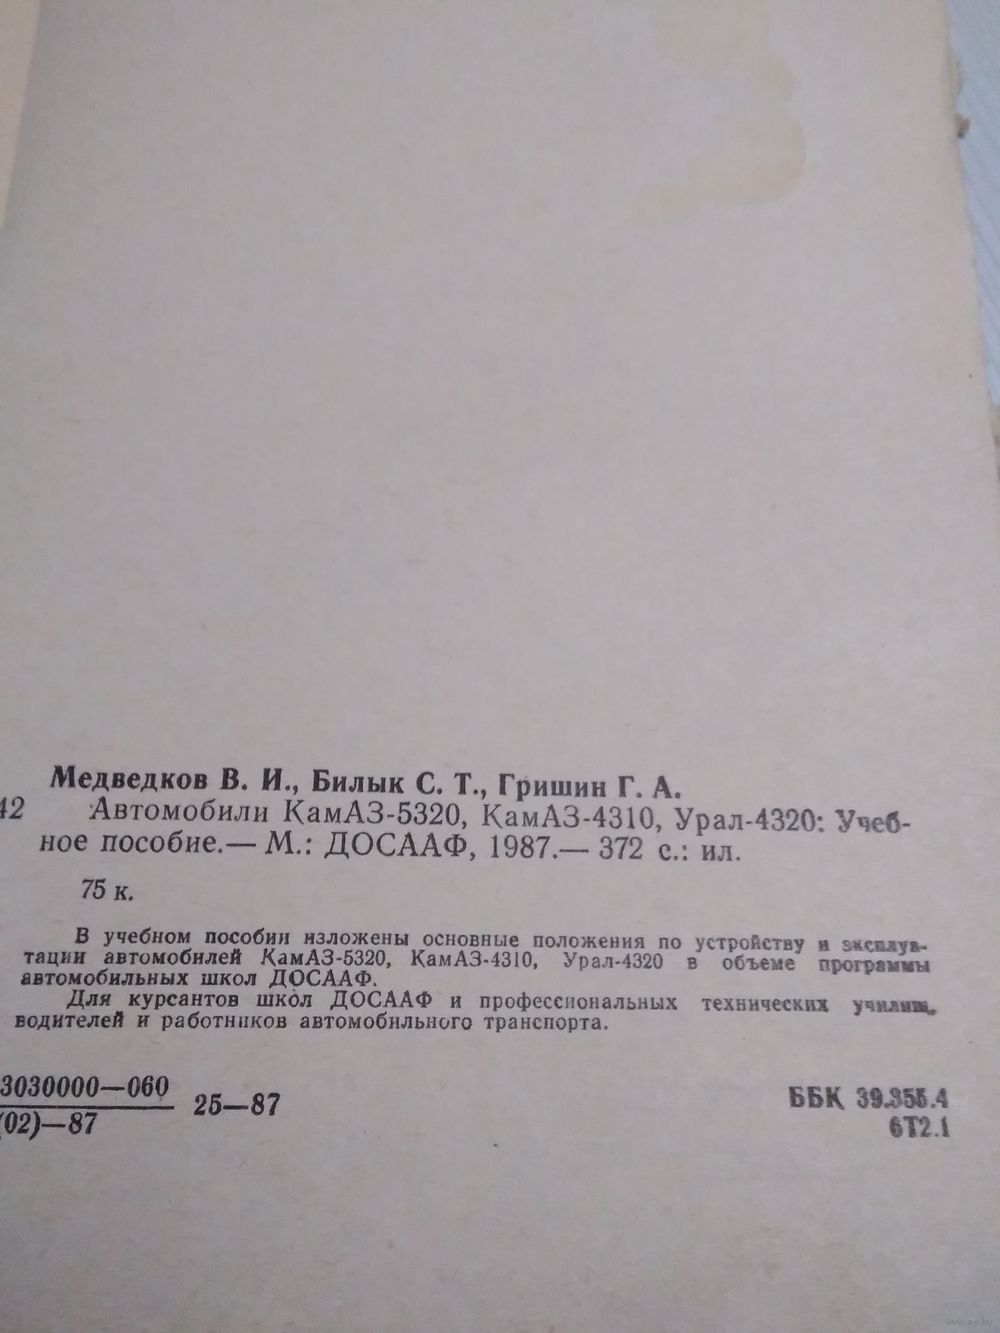 Медведков В. И., Билык С. Т., Гришин Г. А.
42 Автомобили КамАЗ-5320, КамАЗ-4310, Урал-4320: Учеб-
ное пособие.— М.: ДОСААФ, 1987.— 372 с.: ил.
75 к.
В учебном пособии изложены основные положения по устройству и эксплуа-
тации автомобилей КамАЗ-5320, КамАЗ-4310, Урал-4320 в объеме программы
автомобильных школ ДОСААФ.
Для курсантов школ ДОСААФ и профессиональных технических училищ,
водителей и работников автомобильного транспорта.
3030000—060
(02)—87
25—87
ББК 39.355.4
6Т2.1
www.ay.by